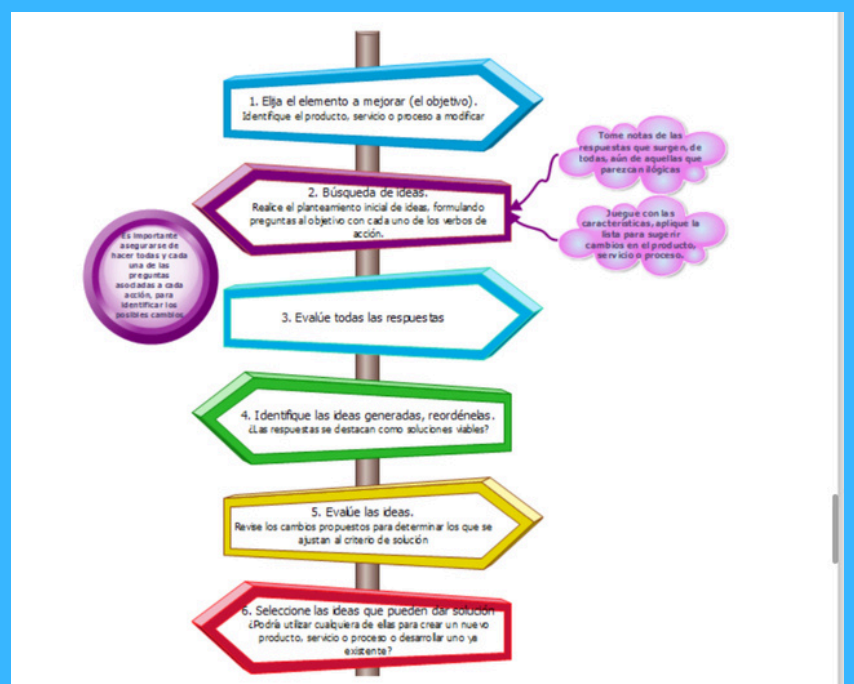 1. Elija el elemento a mejorar (el objetivo).
Identifique el producto, servicio o proceso a modificar
Tome notas de las
respuestas que surgen, de
todas, aún de aquellas que
parezcan ilógicas
2. Búsqueda de ideas.
Realice el planteamiento inicial de ideas, formulando
preguntas al objetivo con cada uno de los verbos de
acción.
Juegue con las
características, aplique la
lista para sugerir
cambios en el producto,
servicio o proceso.
Es importante
asegurarse de
hacer todas y cada
una de las
preguntas
asociadas a cada
acción, para
identificar los
posibles cambios
3. Evalúe todas las respuestas
4. Identifique las ideas generadas, reordénelas.
¿Las respuestas se destacan como soluciones viables?
5. Evalúe las ideas.
Revise los cambios propuestos para determinar los que se
ajustan al criterio de solución
6. Seleccione las ideas que pueden dar solución
¿Podría utilizar cualquiera de ellas para crear un nuevo
producto, servicio o proceso o desarrollar uno ya
existente?